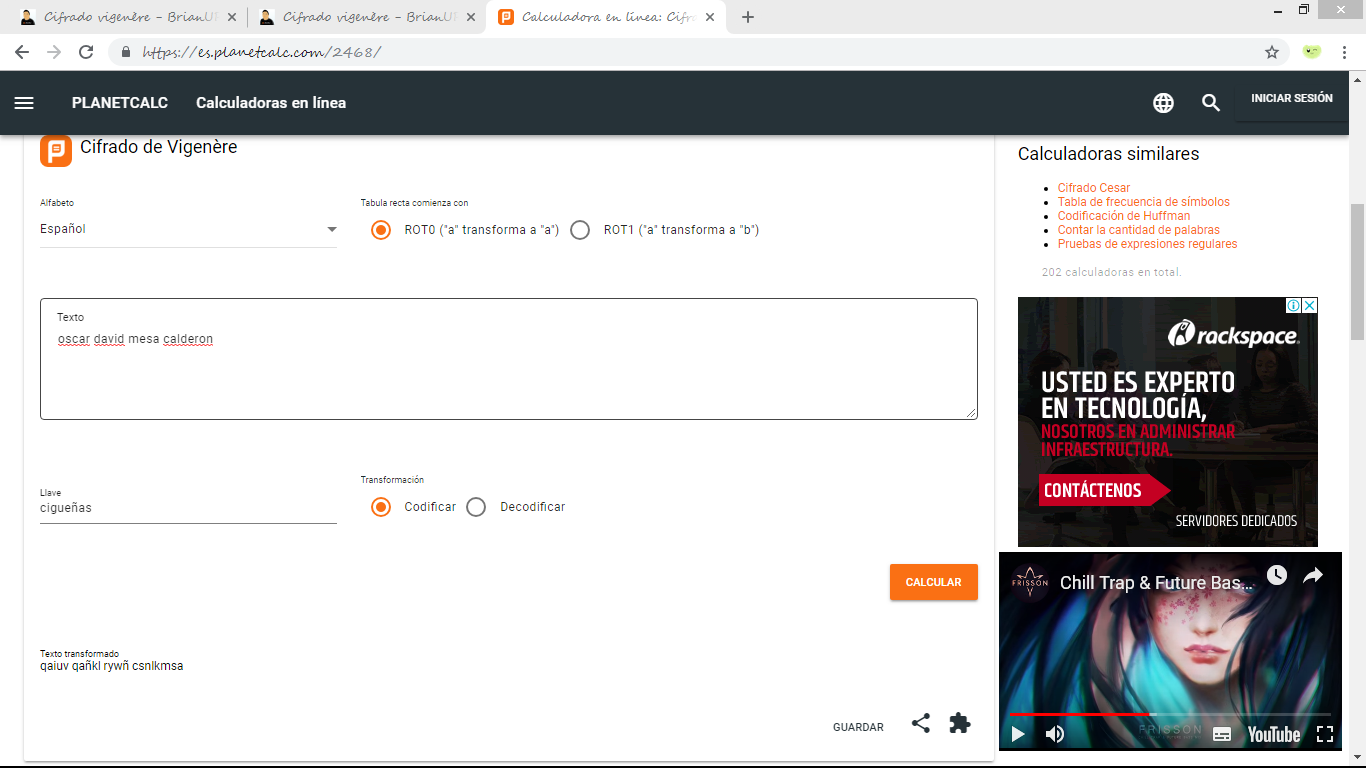 Cifrado vigenère - BrianU
Cifrado vigenère - BrianU
Calculadora en línea: Cifr
https://es.planetcalc.com/2468/
PLANETCALC
Calculadoras en línea
INICIAR SESIÓN
Cifrado de Vigenère
Alfabeto
Español
Tabula recta comienza con
ROT0 ("a" transforma a "a")
ROT1 ("a" transforma a "b")
Texto
oscar david mesa calderon
Llave
cigueñas
Transformación
Codificar
Decodificar
CALCULAR
Texto transformado
qaiuv qañkl rywñ csnlkmsa
GUARDAR
Calculadoras similares
Cifrado Cesar
Tabla de frecuencia de símbolos
Codificación de Huffman
Contar la cantidad de palabras
Pruebas de expresiones regulares
202 calculadoras en total.
rackspace.
USTED ES EXPERTO
EN TECNOLOGÍA,
NOSOTROS EN ADMINISTRAR
INFRAESTRUCTURA.
CONTÁCTENOS
SERVIDORES DEDICADOS
FRISSON
Chill Trap & Future Bas...
FRISSON
YouTube